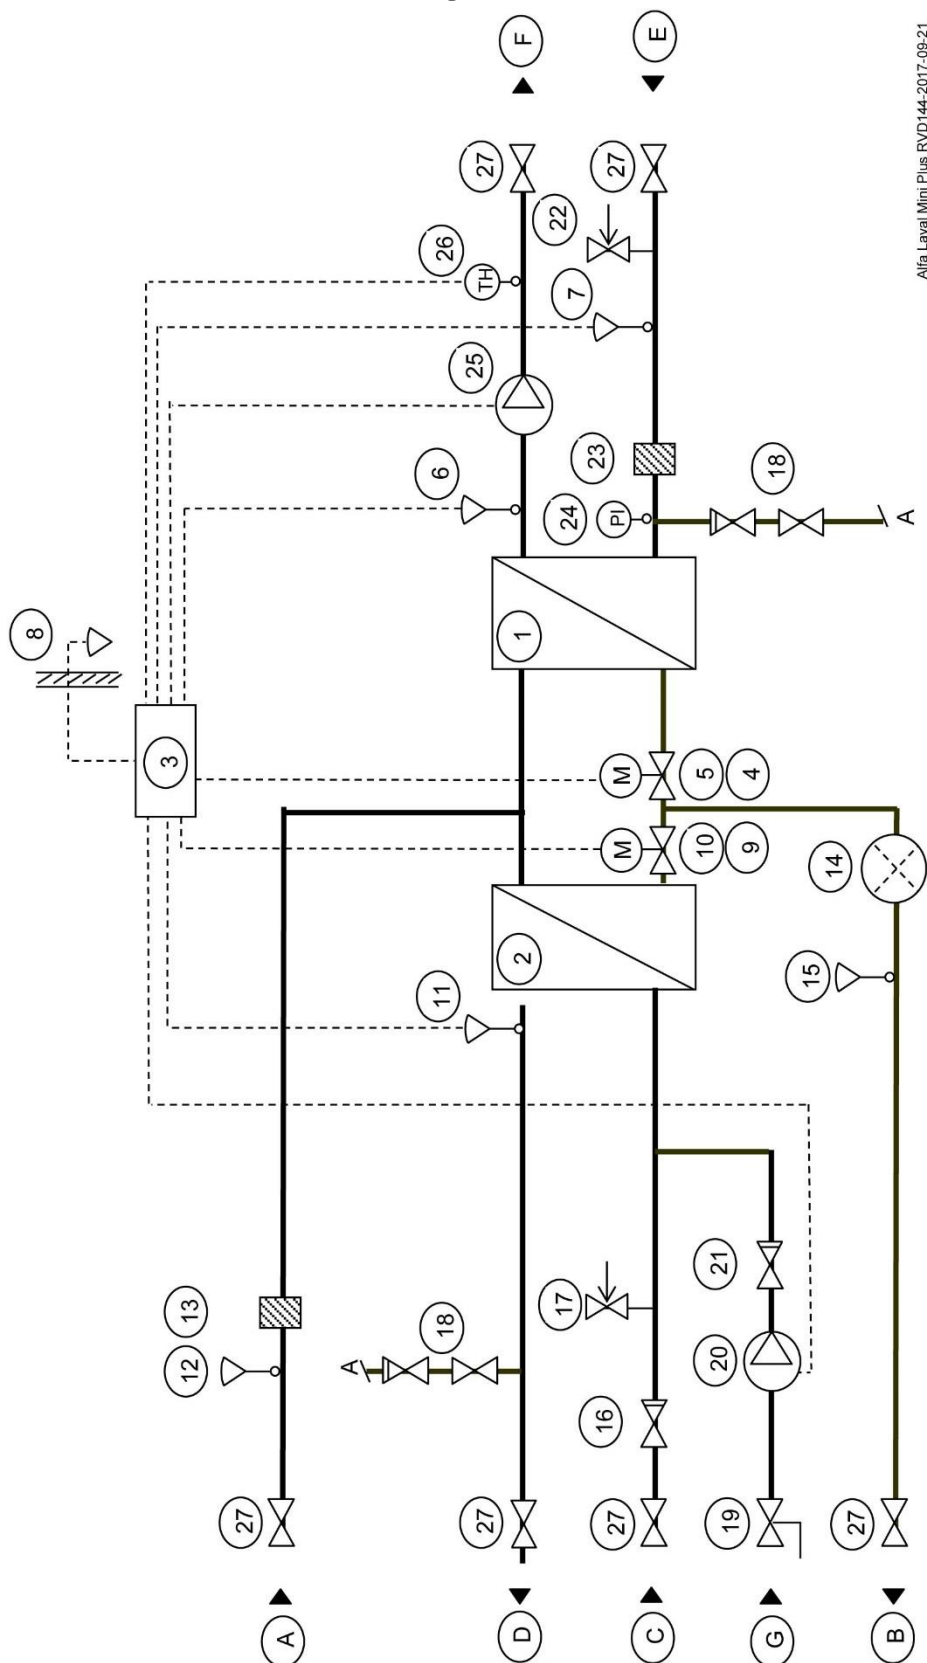 8
3
12 13
27
A
A
18 11 6 26
25
27 TH 27
D 2 1 F
17 24 7 22
16 23
27 M M PI 27
C E
10 5
19 20 21
9 4 18
G
15 14
27
B A
Alfa Laval Mini Plus RVD144-2017-09-21